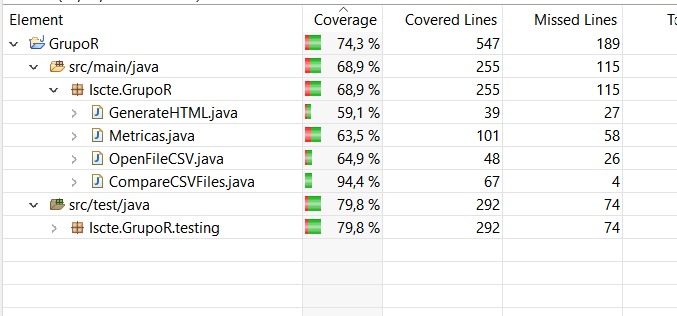 Element Coverage Covered Lines Missed Lines
GrupoR 74,3 % 547 189
src/main/java 68,9 % 255 115
Iscte.GrupoR 68,9 % 255 115
GenerateHTML.java 59,1 % 39 27
Metricas.java 63,5 % 101 58
OpenFileCSV.java 64,9 % 48 26
CompareCSVFiles.java 94,4 % 67 4
src/test/java 79,8 % 292 74
Iscte.GrupoR.testing 79,8 % 292 74